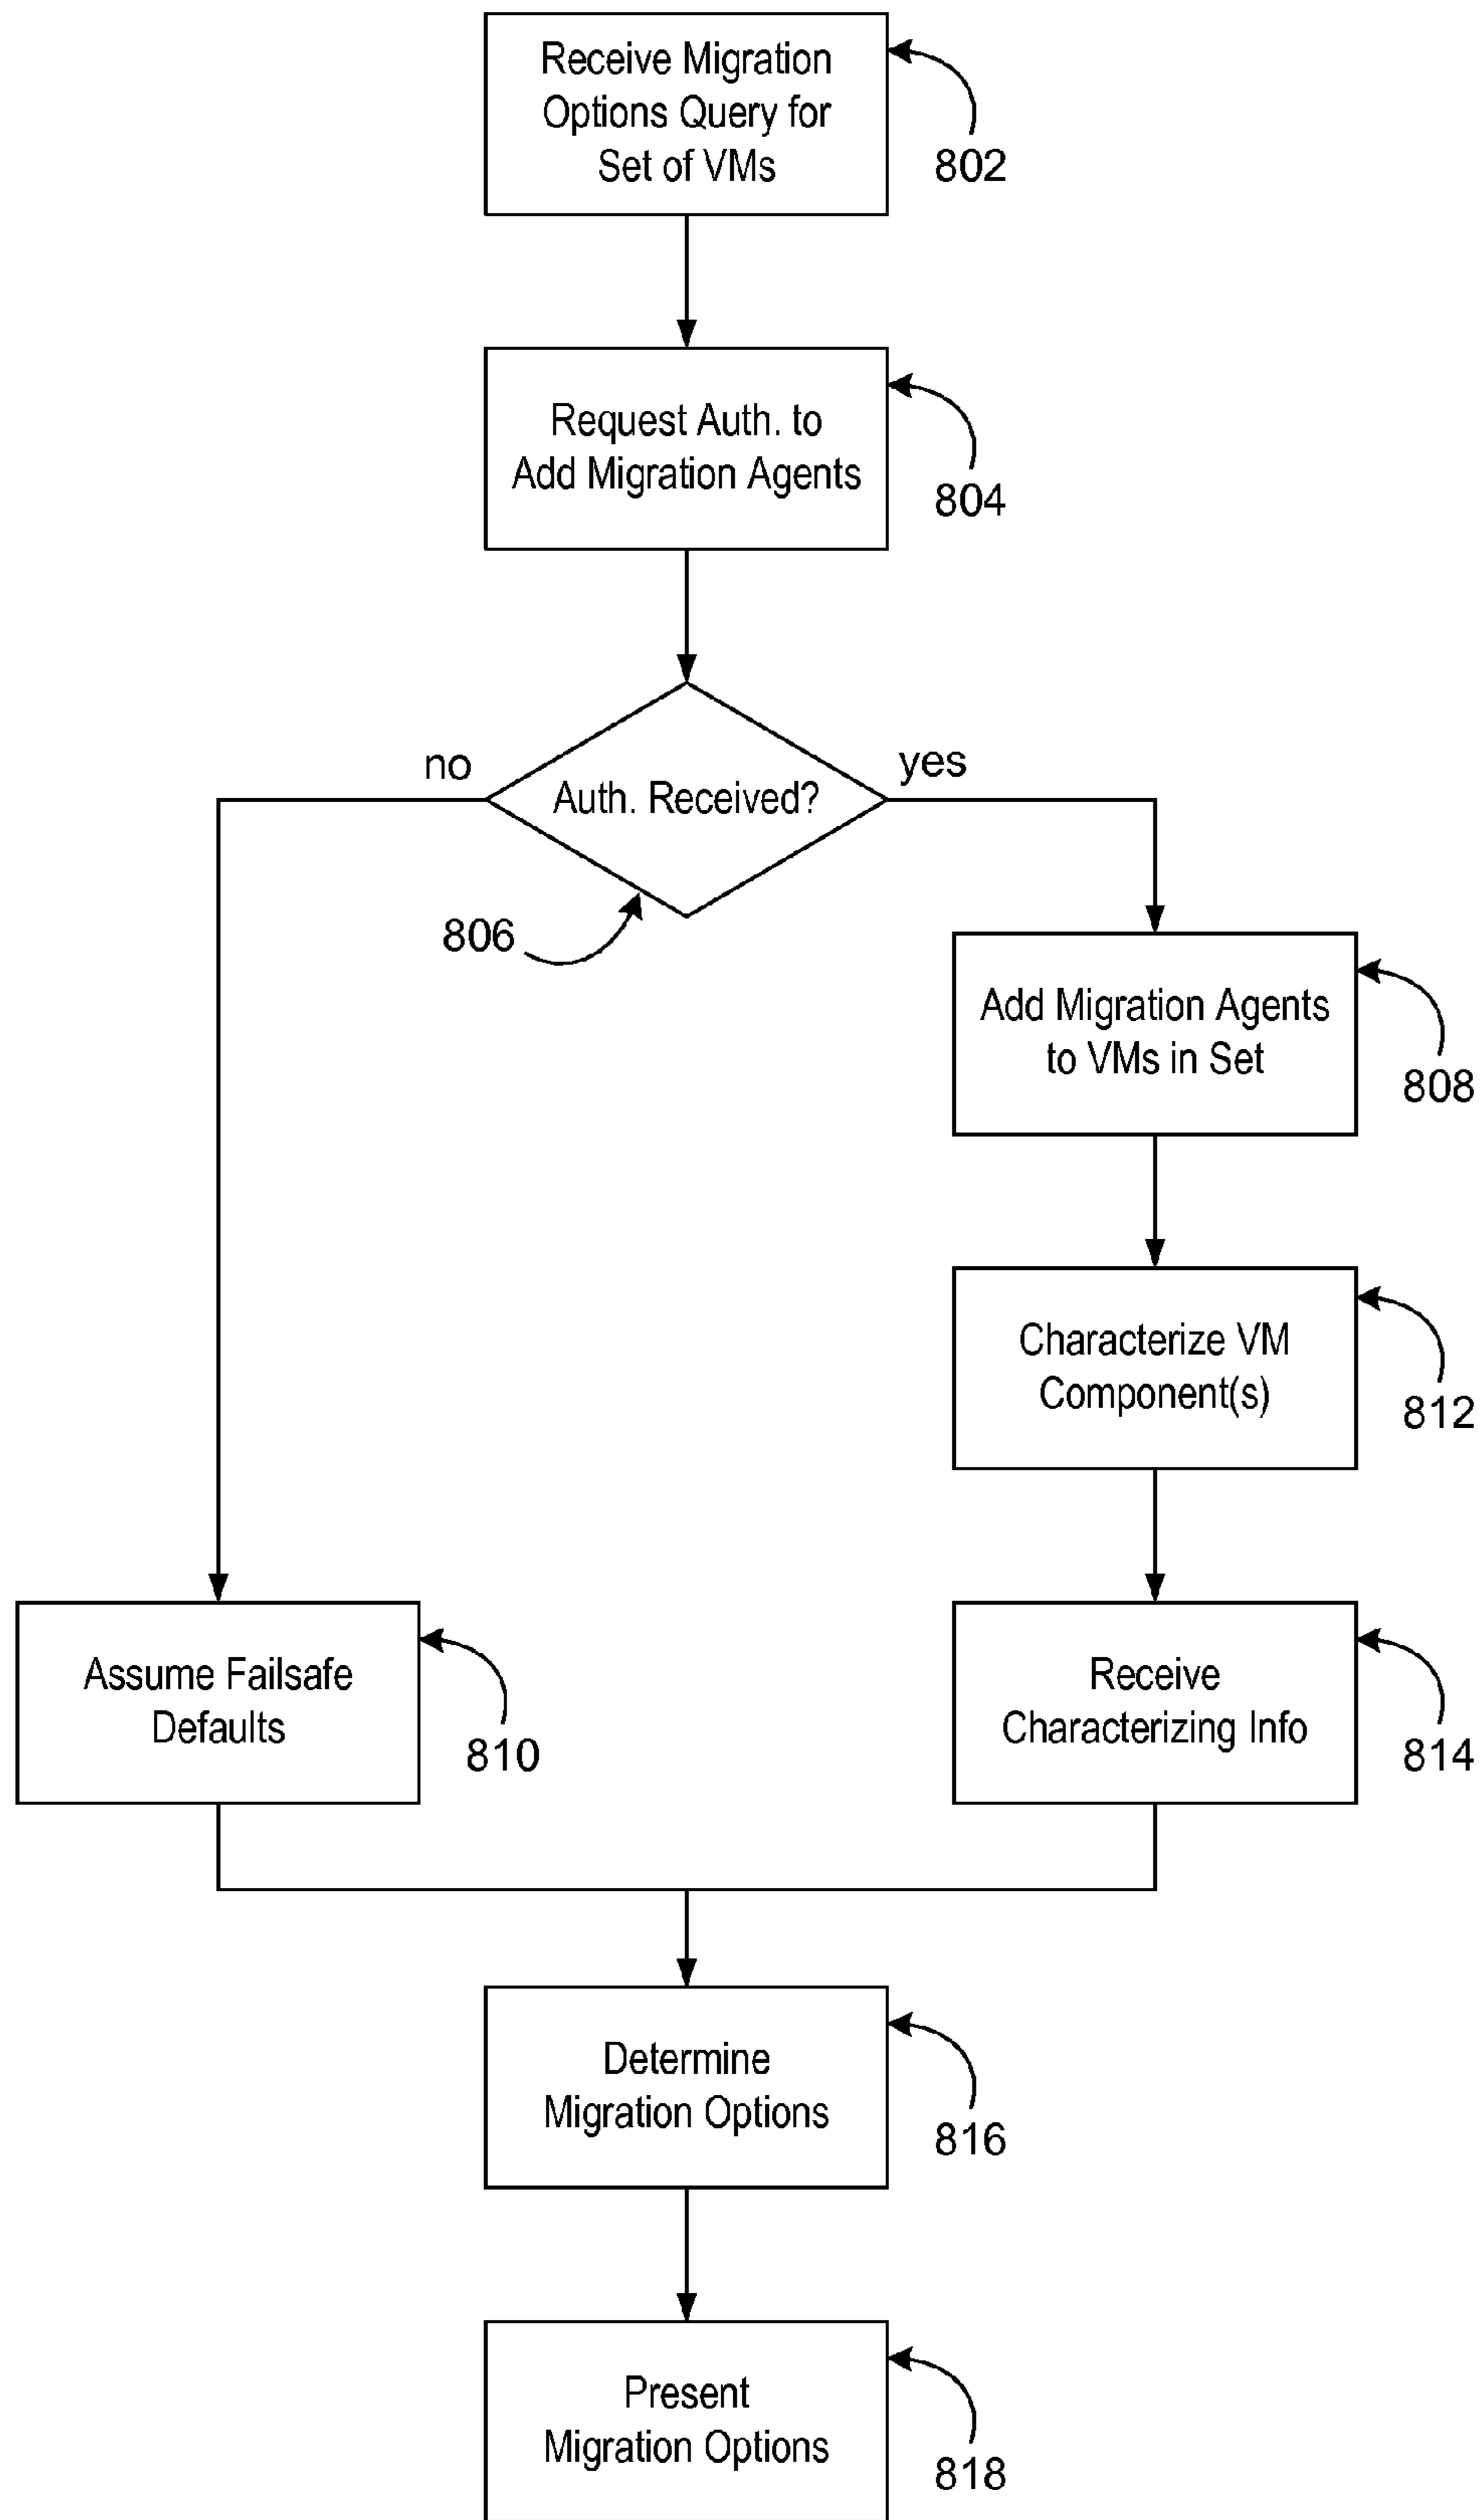 Receive Migration
Options Query for
Set of VMs
802
Request Auth. to
Add Migration Agents
804
no
yes
Auth. Received?
806
Add Migration Agents
to VMs in Set
808
Characterize VM
Component(s)
812
Assume Failsafe
Defaults
810
Receive
Characterizing Info
814
Determine
Migration Options
816
Present
Migration Options
818